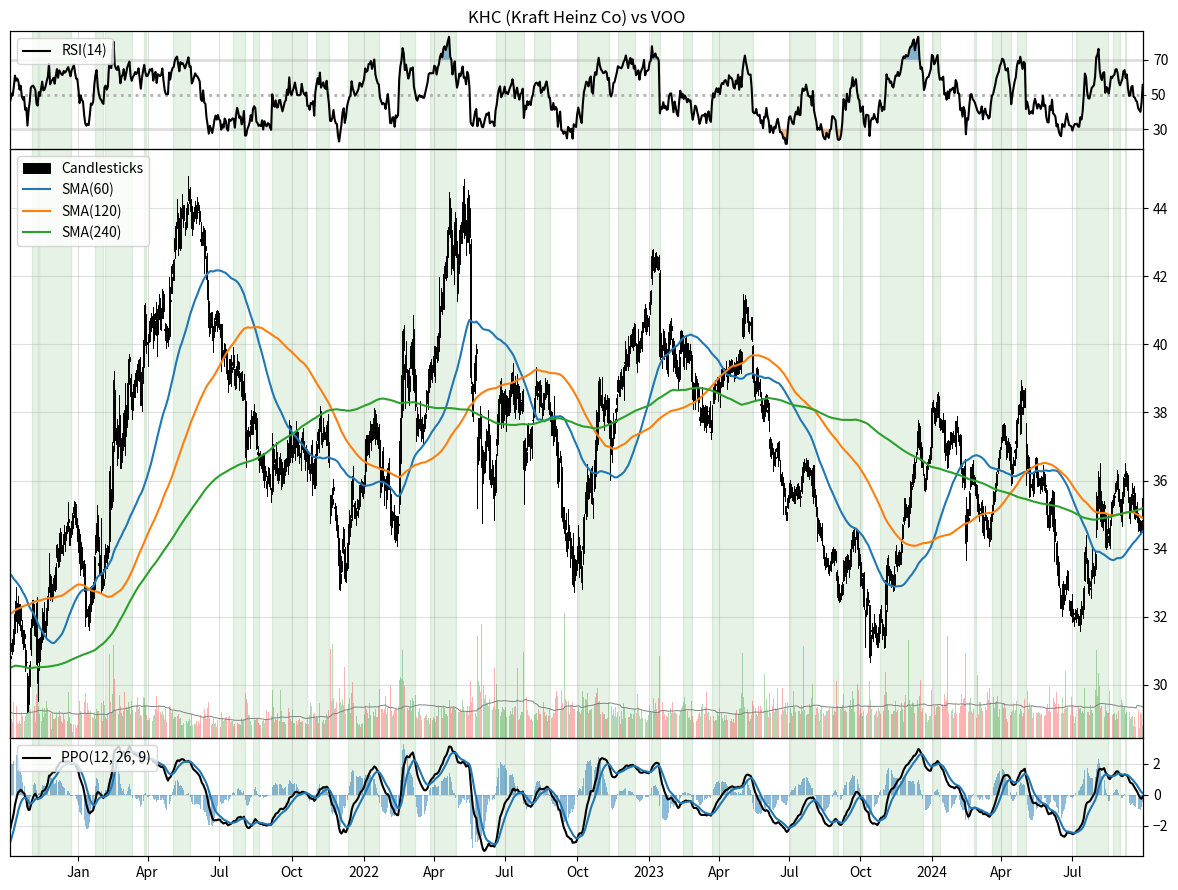 KHC (Kraft Heinz Co) vs VOO
RSI(14)
70
50
30
Candlesticks
SMA(60)
SMA(120)
SMA(240)
44
42
40
38
36
34
32
30
PPO(12, 26, 9)
2
0
−2
Jan Apr Jul Oct 2022 Apr Jul Oct 2023 Apr Jul Oct 2024 Apr Jul